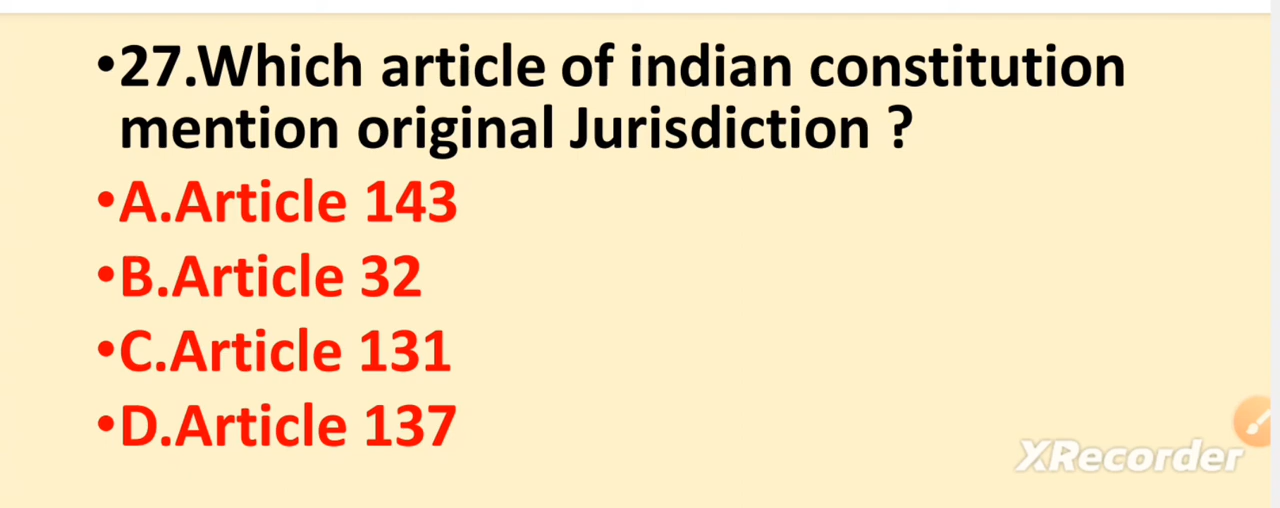 •27.Which article of indian constitution
mention original Jurisdiction ?
•A.Article 143
•B.Article 32
•C.Article 131
•D.Article 137
XRecorder